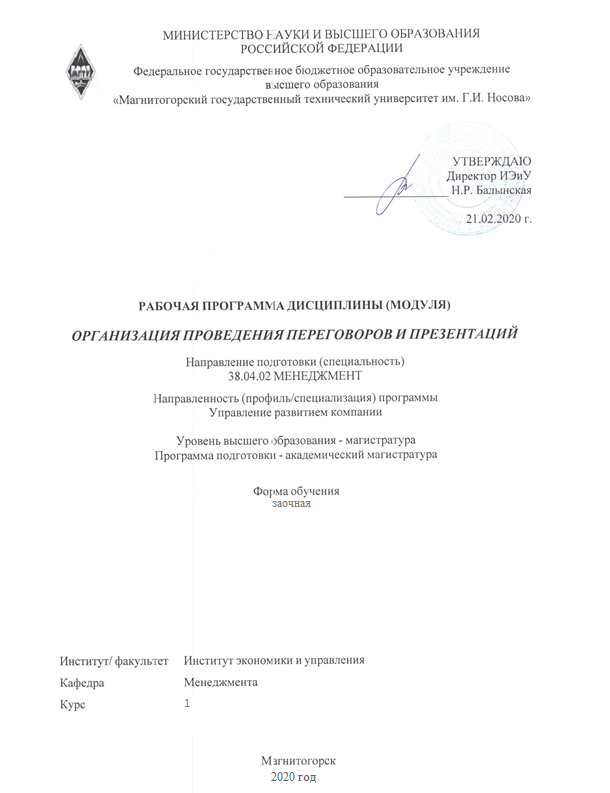 МИНИСТЕРСТВО НАУКИ И ВЫСШЕГО ОБРАЗОВАНИЯ
РОССИЙСКОЙ ФЕДЕРАЦИИ
Федеральное государственное бюджетное образовательное учреждение
высшего образования
«Магнитогорский государственный технический университет им. Г.И. Носова»
УТВЕРЖДАЮ
Директор ИЭиУ
Н.Р. Балынская
21.02.2020 г.
РАБОЧАЯ ПРОГРАММА ДИСЦИПЛИНЫ (МОДУЛЯ)
ОРГАНИЗАЦИЯ ПРОВЕДЕНИЯ ПЕРЕГОВОРОВ И ПРЕЗЕНТАЦИЙ
Направление подготовки (специальность)
38.04.02 МЕНЕДЖМЕНТ
Направленность (профиль/специализация) программы
Управление развитием компании
Уровень высшего образования - магистратура
Программа подготовки - академический магистратура
Форма обучения
заочная
Институт/ факультет Институт экономики и управления
Кафедра Менеджмента
Курс 1
Магнитогорск
2020 год